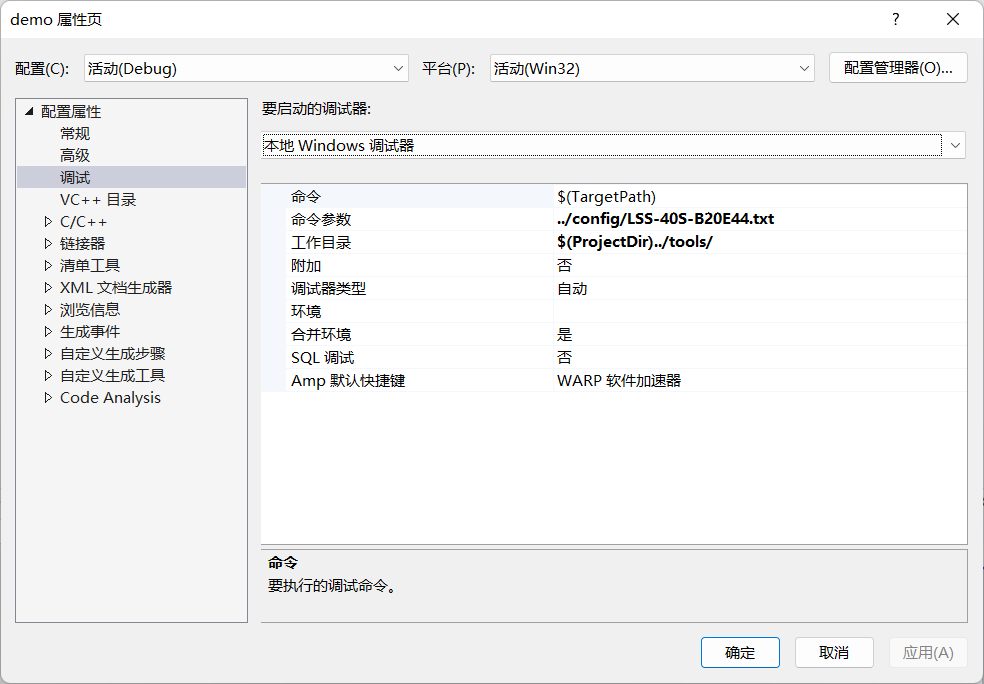 demo 属性页
?
配置(C): 活动(Debug) 平台(P): 活动(Win32) 配置管理器(O)...
配置属性
常规
高级
调试
VC++ 目录
C/C++
链接器
清单工具
XML 文档生成器
浏览信息
生成事件
自定义生成步骤
自定义生成工具
Code Analysis
要启动的调试器:
本地 Windows 调试器
命令 $(TargetPath)
命令参数 ../config/LSS-40S-B20E44.txt
工作目录 $(ProjectDir)../tools/
附加 否
调试器类型 自动
环境
合并环境 是
SQL 调试 否
Amp 默认快捷键 WARP 软件加速器
命令
要执行的调试命令。
确定 取消 应用(A)